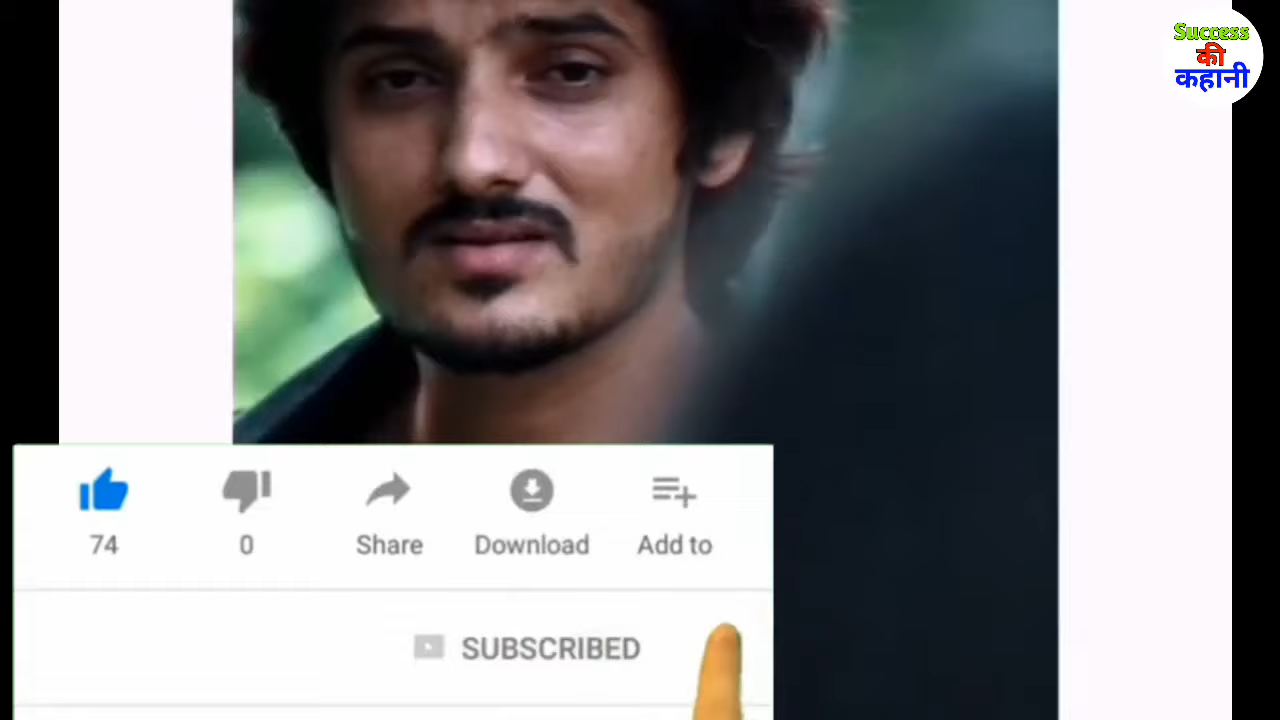 Success
की
कहानी
74
0
Share
Download
Add to
SUBSCRIBED